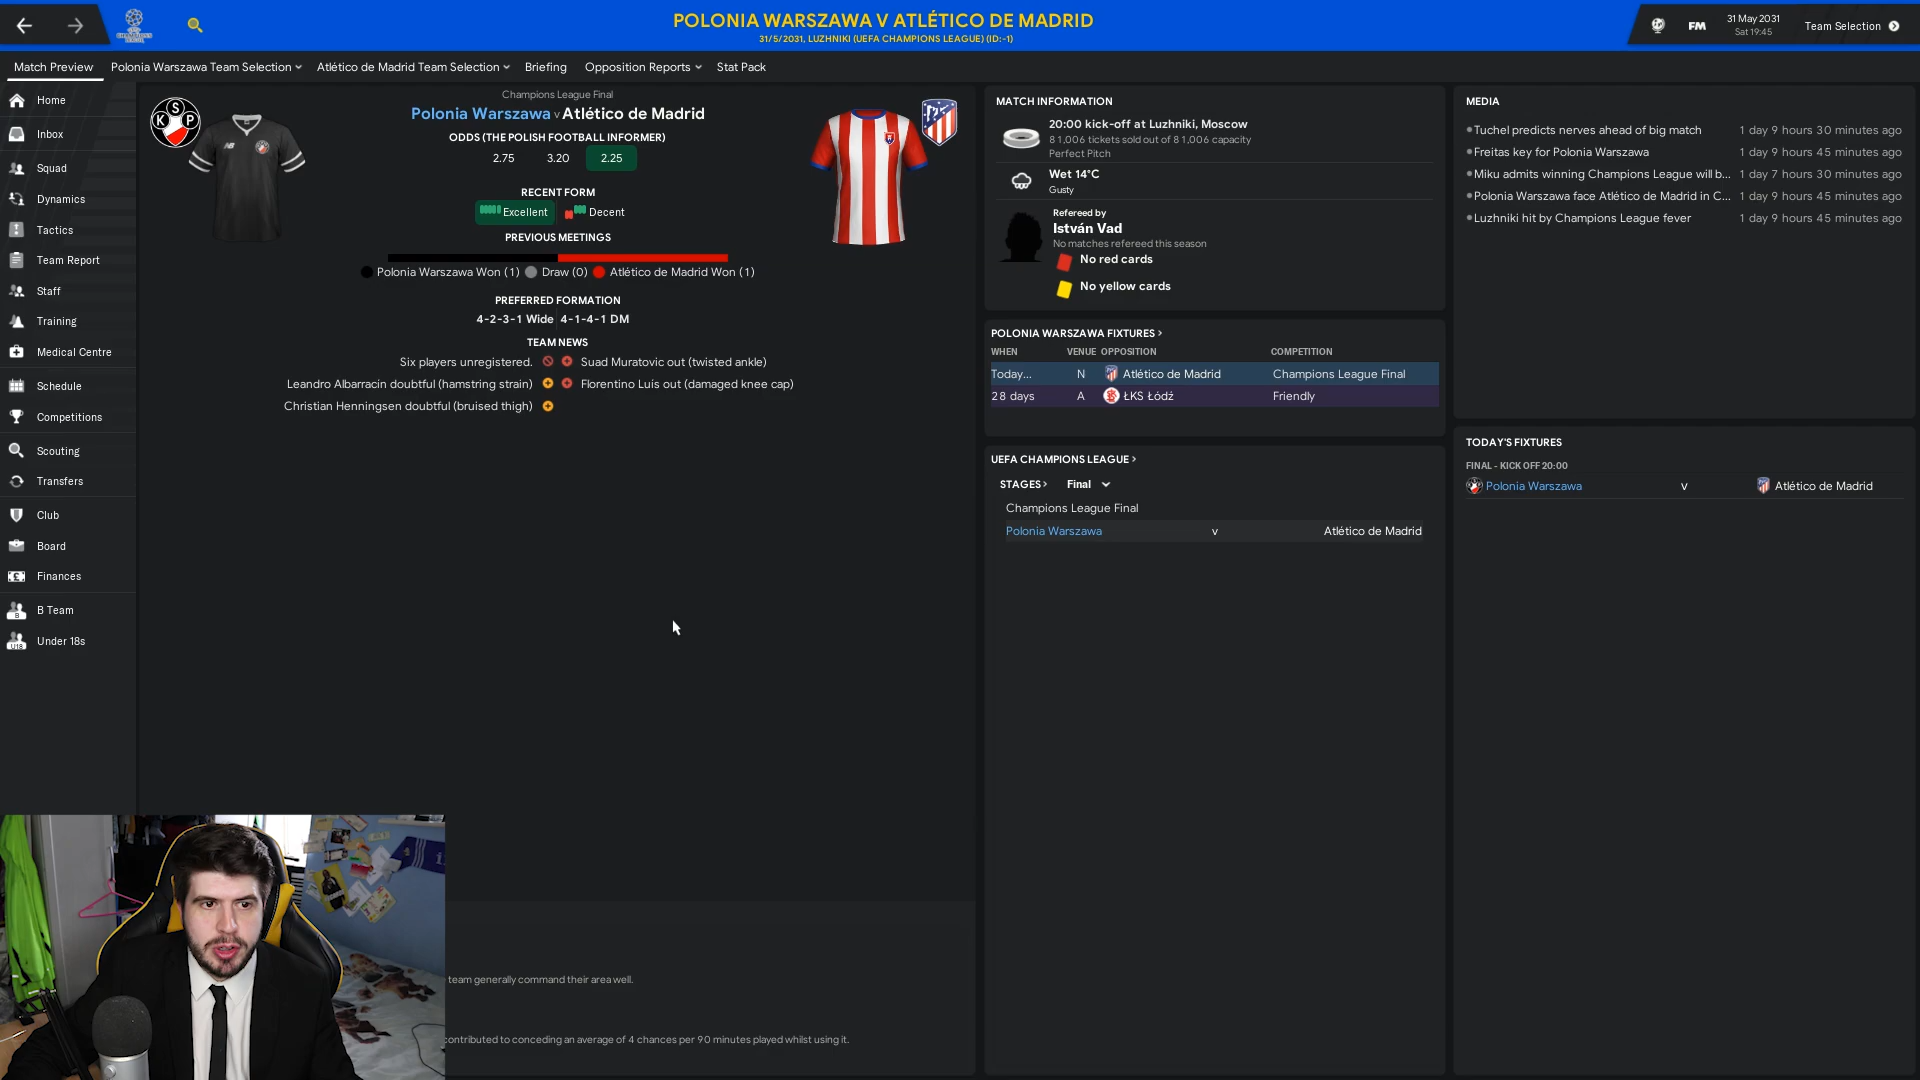 POLONIA WARSZAWA V ATLÉTICO DE MADRID
31/5/2031, LUZHNIKI (UEFA CHAMPIONS LEAGUE) (ID:-1)
FM
31 May 2031
Sat 19:45
Team Selection
Match Preview
Polonia Warszawa Team Selection
Atlético de Madrid Team Selection
Briefing
Opposition Reports
Stat Pack
Home
Inbox
Squad
Dynamics
Tactics
Team Report
Staff
Training
Medical Centre
Schedule
Competitions
Scouting
Transfers
Club
Board
Finances
B Team
Under 18s
Champions League Final
Polonia Warszawa v Atlético de Madrid
ODDS (THE POLISH FOOTBALL INFORMER)
2.75 3.20 2.25
RECENT FORM
Excellent Decent
PREVIOUS MEETINGS
Polonia Warszawa Won (1) Draw (0) Atlético de Madrid Won (1)
PREFERRED FORMATION
4-2-3-1 Wide 4-1-4-1 DM
TEAM NEWS
Six players unregistered. Suad Muratovic out (twisted ankle)
Leandro Albarracín doubtful (hamstring strain) Florentino Luís out (damaged knee cap)
Christian Henningsen doubtful (bruised thigh)
team generally command their area well.
contributed to conceding an average of 4 chances per 90 minutes played whilst using it.
MATCH INFORMATION
20:00 kick-off at Luzhniki, Moscow
81,006 tickets sold out of 81,006 capacity
Perfect Pitch
Wet 14°C
Gusty
Refereed by
István Vad
No matches refereed this season
No red cards
No yellow cards
POLONIA WARSZAWA FIXTURES >
WHEN VENUE OPPOSITION COMPETITION
Today... N Atlético de Madrid Champions League Final
28 days A ŁKS Łódź Friendly
UEFA CHAMPIONS LEAGUE >
STAGES > Final
Champions League Final
Polonia Warszawa v Atlético de Madrid
MEDIA
Tuchel predicts nerves ahead of big match 1 day 9 hours 30 minutes ago
Freitas key for Polonia Warszawa 1 day 9 hours 45 minutes ago
Miku admits winning Champions League will b... 1 day 7 hours 30 minutes ago
Polonia Warszawa face Atlético de Madrid in C... 1 day 9 hours 45 minutes ago
Luzhniki hit by Champions League fever 1 day 9 hours 45 minutes ago
TODAY'S FIXTURES
FINAL - KICK OFF 20:00
Polonia Warszawa v Atlético de Madrid